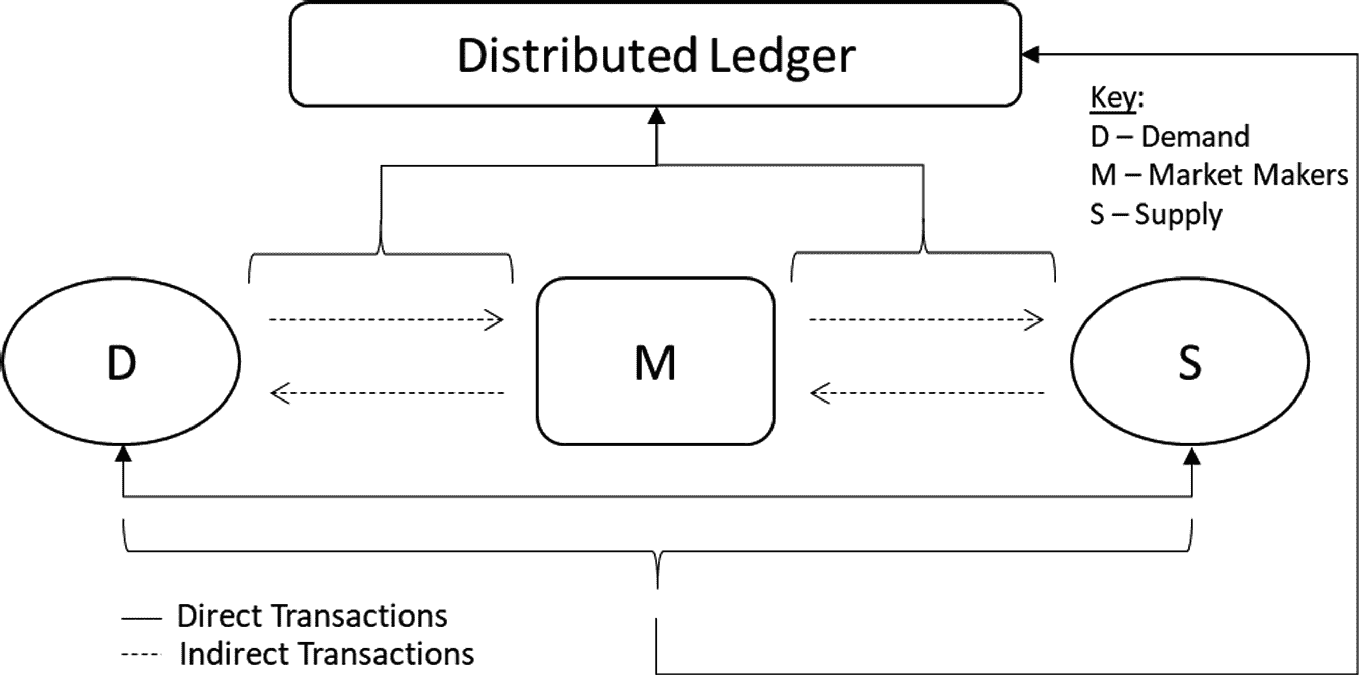 Distributed Ledger
Key:
D – Demand
M – Market Makers
S – Supply
D
M
S
Direct Transactions
Indirect Transactions